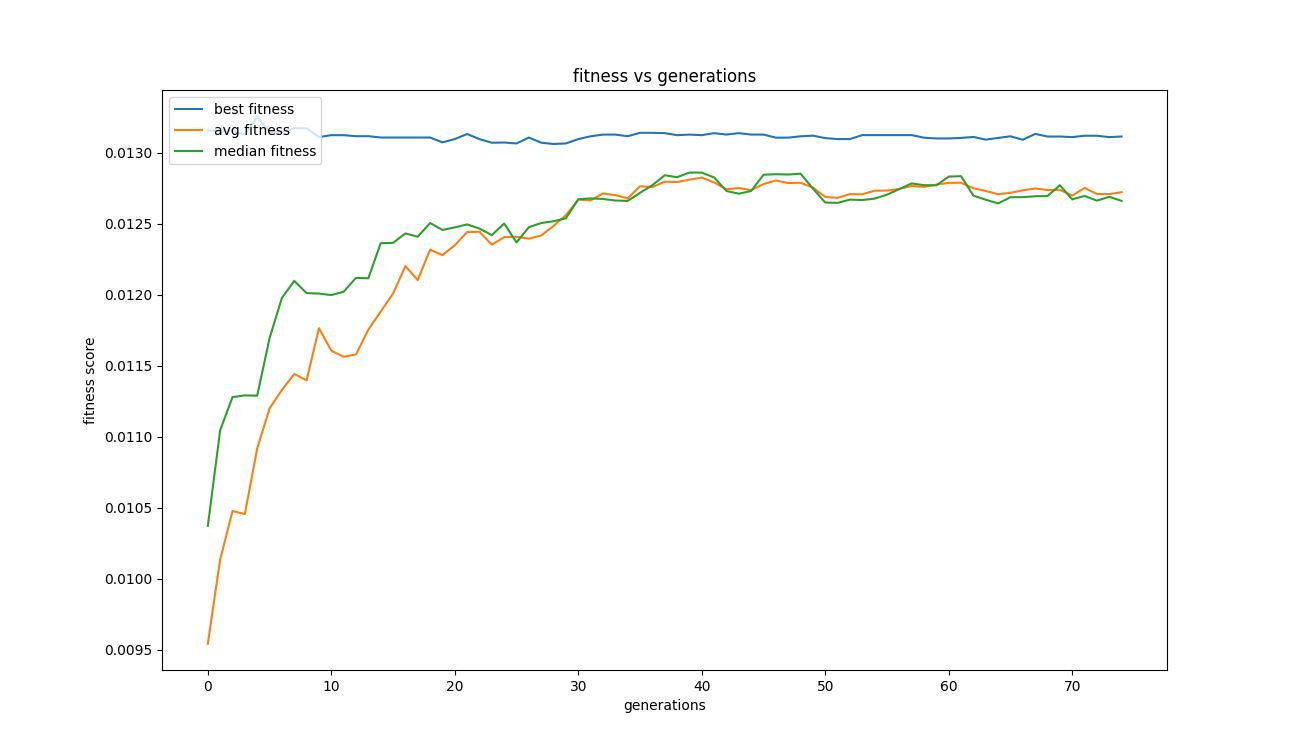 fitness vs generations
best fitness
avg fitness
median fitness
0.0130
0.0125
0.0120
0.0115
0.0110
0.0105
0.0100
0.0095
fitness score
0 10 20 30 40 50 60 70
generations